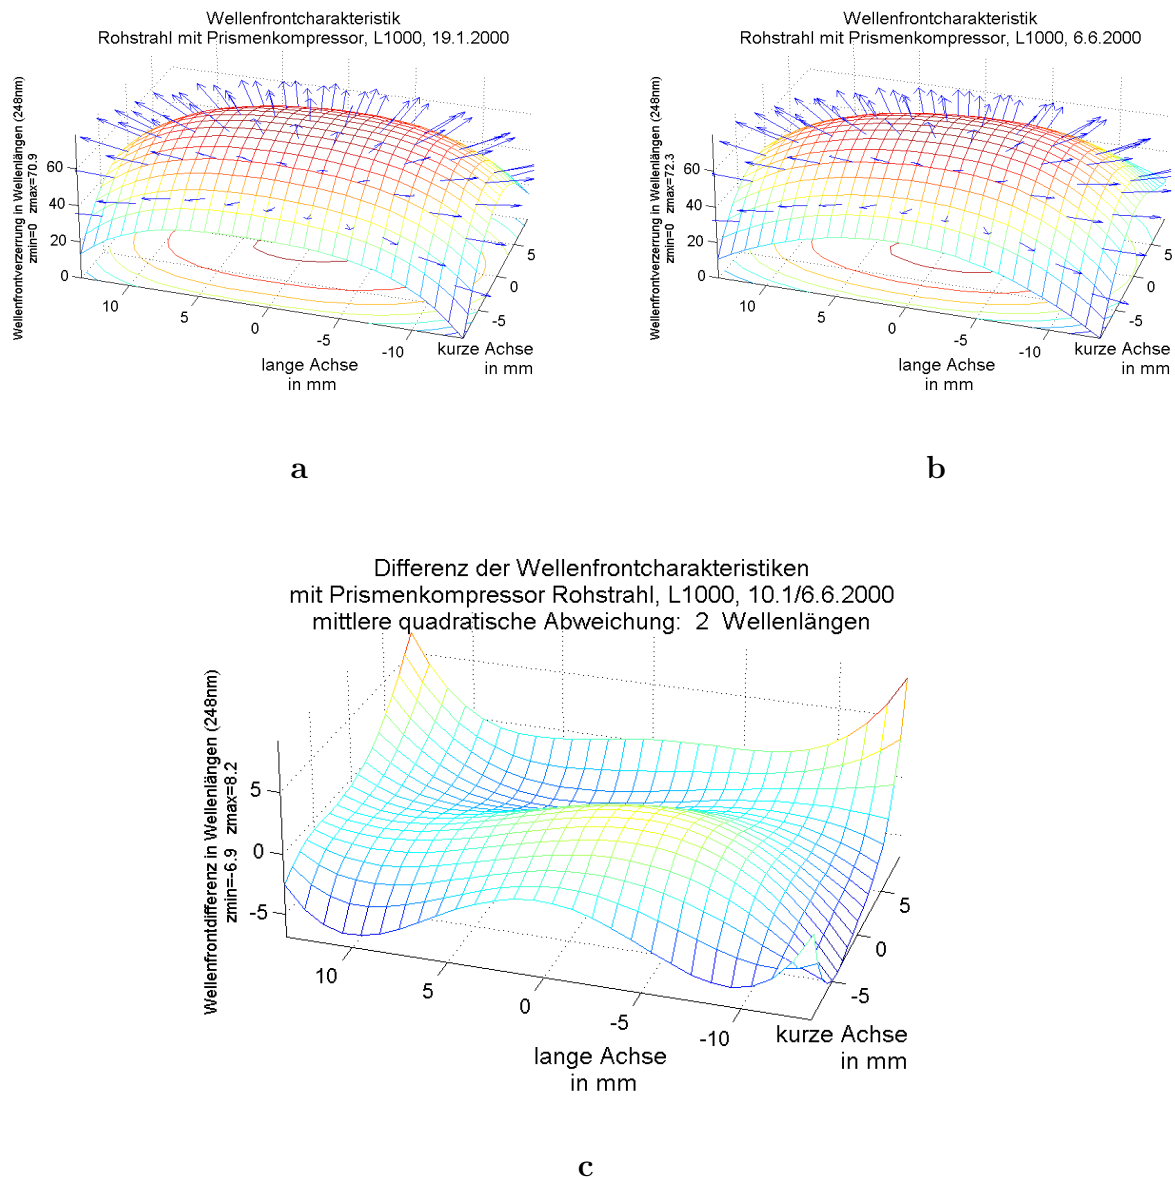 Wellenfrontcharakteristik
Rohstrahl mit Prismenkompressor, L1000, 19.1.2000
Wellenfrontverzerrung in Wellenlängen (248nm)
zmin=0 zmax=70.9
60
40
20
0
10
5
0
-5
-10
5
0
-5
lange Achse
in mm
kurze Achse
in mm
a
Wellenfrontcharakteristik
Rohstrahl mit Prismenkompressor, L1000, 6.6.2000
Wellenfrontverzerrung in Wellenlängen (248nm)
zmin=0 zmax=72.3
60
40
20
0
10
5
0
-5
-10
5
0
-5
lange Achse
in mm
kurze Achse
in mm
b
Differenz der Wellenfrontcharakteristiken
mit Prismenkompressor Rohstrahl, L1000, 10.1/6.6.2000
mittlere quadratische Abweichung: 2 Wellenlängen
Wellenfrontdifferenz in Wellenlängen (248nm)
zmin=-6.9 zmax=8.2
5
0
-5
10
5
0
-5
-10
5
0
-5
lange Achse
in mm
kurze Achse
in mm
c